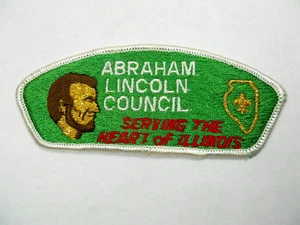 ABRAHAM
LINCOLN
COUNCIL
SERVING THE
HEART OF ILLINOIS